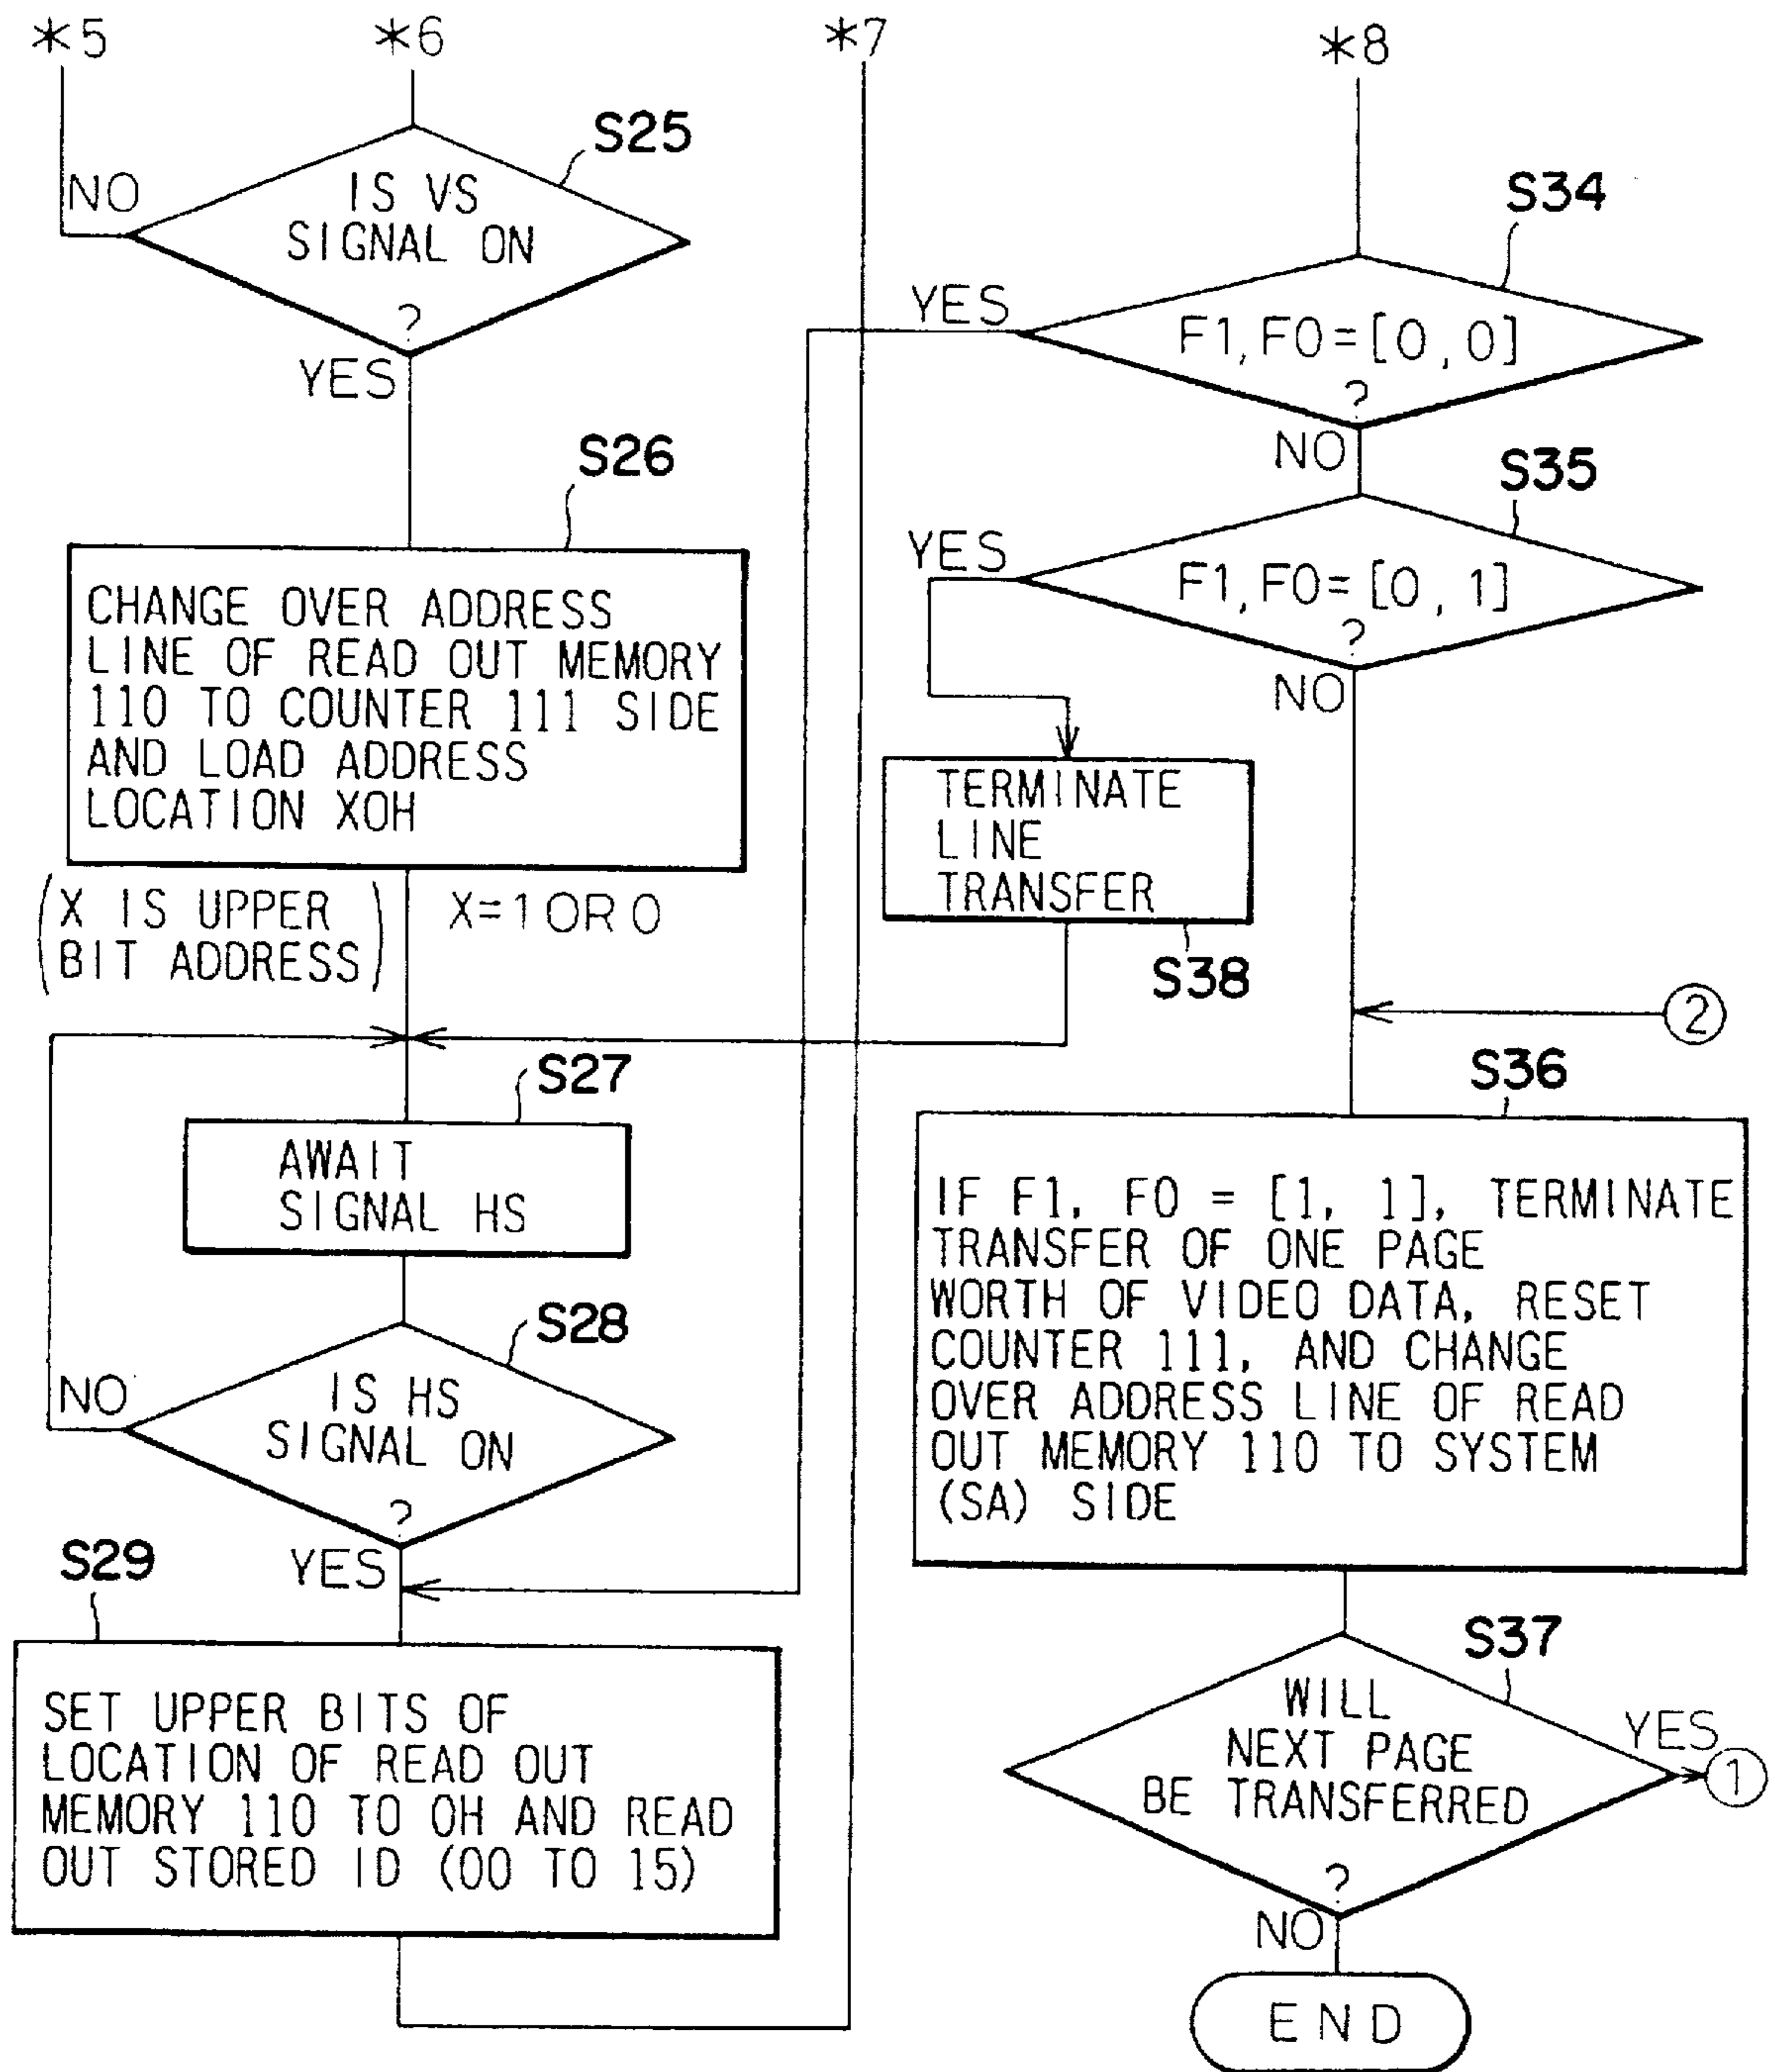 *5
*6
*7
*8
S25
NO
IS VS
SIGNAL ON
?
YES
S26
CHANGE OVER ADDRESS
LINE OF READ OUT MEMORY
110 TO COUNTER 111 SIDE
AND LOAD ADDRESS
LOCATION X0H
(X IS UPPER
BIT ADDRESS)
X=1 OR 0
S27
AWAIT
SIGNAL HS
S28
NO
IS HS
SIGNAL ON
?
YES
S29
SET UPPER BITS OF
LOCATION OF READ OUT
MEMORY 110 TO 0H AND READ
OUT STORED ID (00 TO 15)
S34
YES
F1, F0=[0, 0]
?
NO
S35
YES
F1, F0=[0, 1]
?
NO
TERMINATE
LINE
TRANSFER
S38
2
S36
IF F1, F0 = [1, 1], TERMINATE
TRANSFER OF ONE PAGE
WORTH OF VIDEO DATA, RESET
COUNTER 111, AND CHANGE
OVER ADDRESS LINE OF READ
OUT MEMORY 110 TO SYSTEM
(SA) SIDE
S37
WILL
NEXT PAGE
BE TRANSFERRED
?
YES
1
NO
END